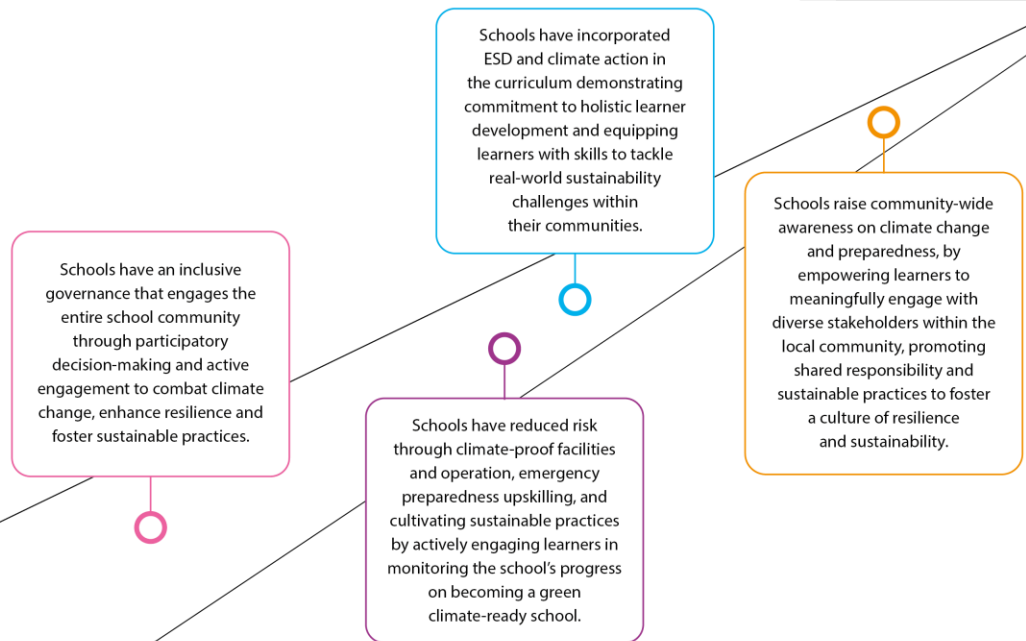 Schools have an inclusive
governance that engages the
entire school community
through participatory
decision-making and active
engagement to combat climate
change, enhance resilience and
foster sustainable practices.
Schools have reduced risk
through climate-proof facilities
and operation, emergency
preparedness upskilling, and
cultivating sustainable practices
by actively engaging learners in
monitoring the school's progress
on becoming a green
climate-ready school.
Schools have incorporated
ESD and climate action in
the curriculum demonstrating
commitment to holistic learner
development and equipping
learners with skills to tackle
real-world sustainability
challenges within
their communities.
Schools raise community-wide
awareness on climate change
and preparedness, by
empowering learners to
meaningfully engage with
diverse stakeholders within the
local community, promoting
shared responsibility and
sustainable practices to foster
a culture of resilience
and sustainability.